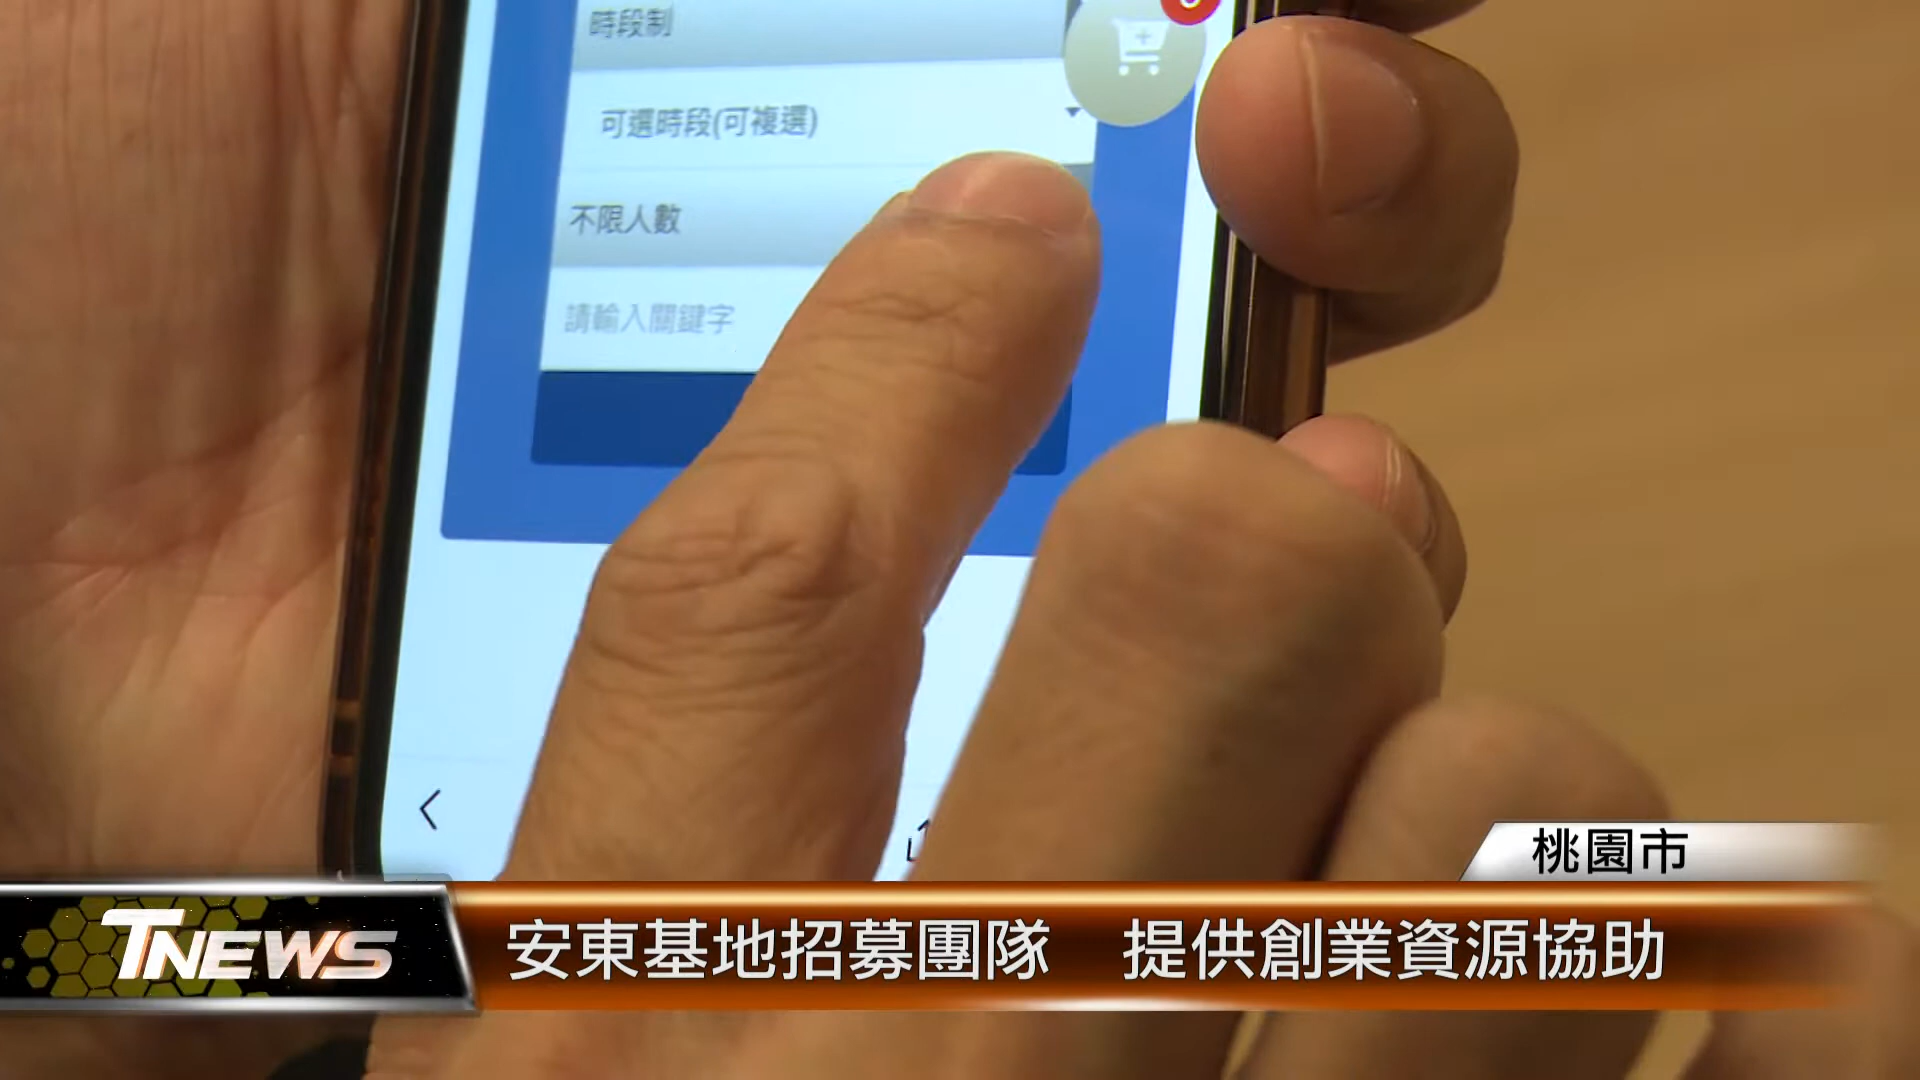 時段制
可選時段(可複選)
不限人數
請輸入關鍵字
桃園市
TNEWS
安東基地招募團隊 提供創業資源協助